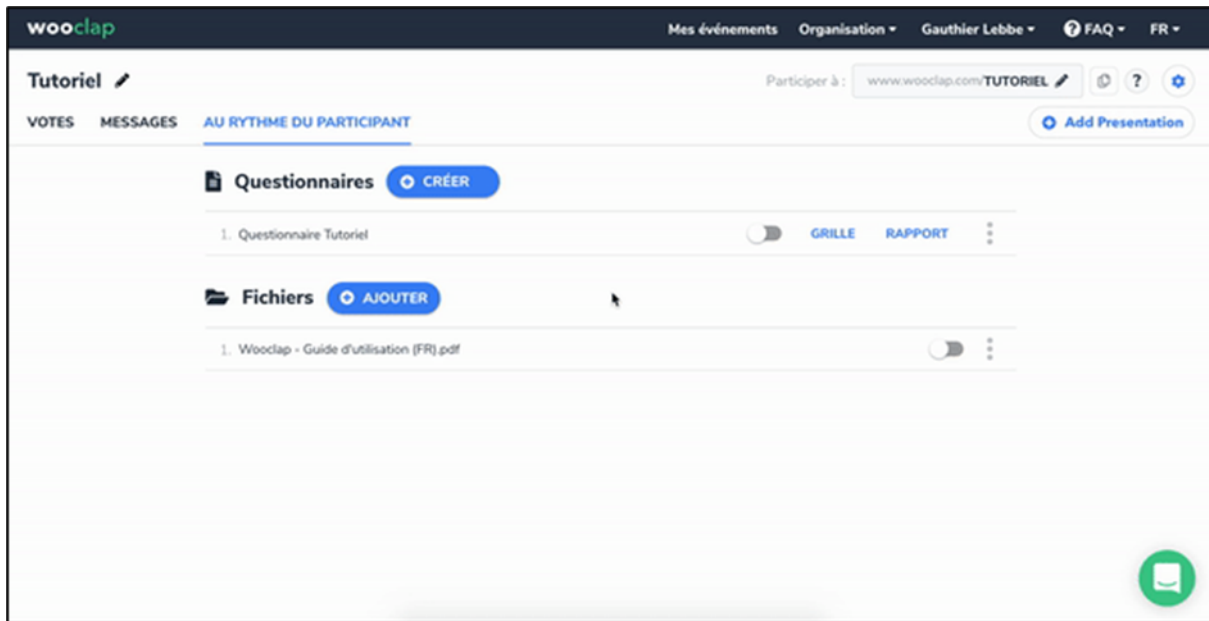 wooclap Mes événements Organisation Gauthier Lebbe ? FAQ FR
Tutoriel Participer à : www.wooclap.com/TUTORIEL ?
VOTES MESSAGES AU RYTHME DU PARTICIPANT Add Presentation
Questionnaires CRÉER
1. Questionnaire Tutoriel GRILLE RAPPORT
Fichiers AJOUTER
1. Wooclap - Guide d'utilisation (FR).pdf